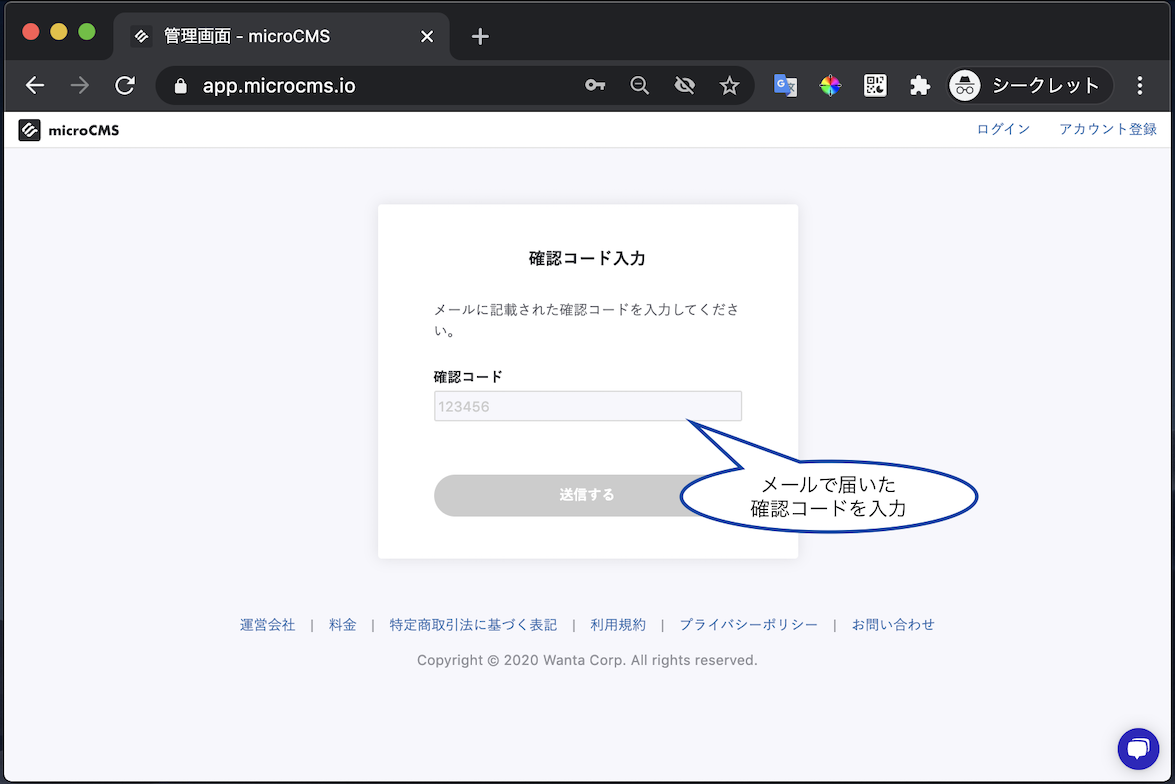 管理画面 - microCMS
app.microcms.io
シークレット
microCMS
ログイン
アカウント登録
確認コード入力
メールに記載された確認コードを入力してくださ
い。
確認コード
123456
送信する
メールで届いた
確認コードを入力
運営会社 | 料金 | 特定商取引法に基づく表記 | 利用規約 | プライバシーポリシー | お問い合わせ
Copyright © 2020 Wanta Corp. All rights reserved.